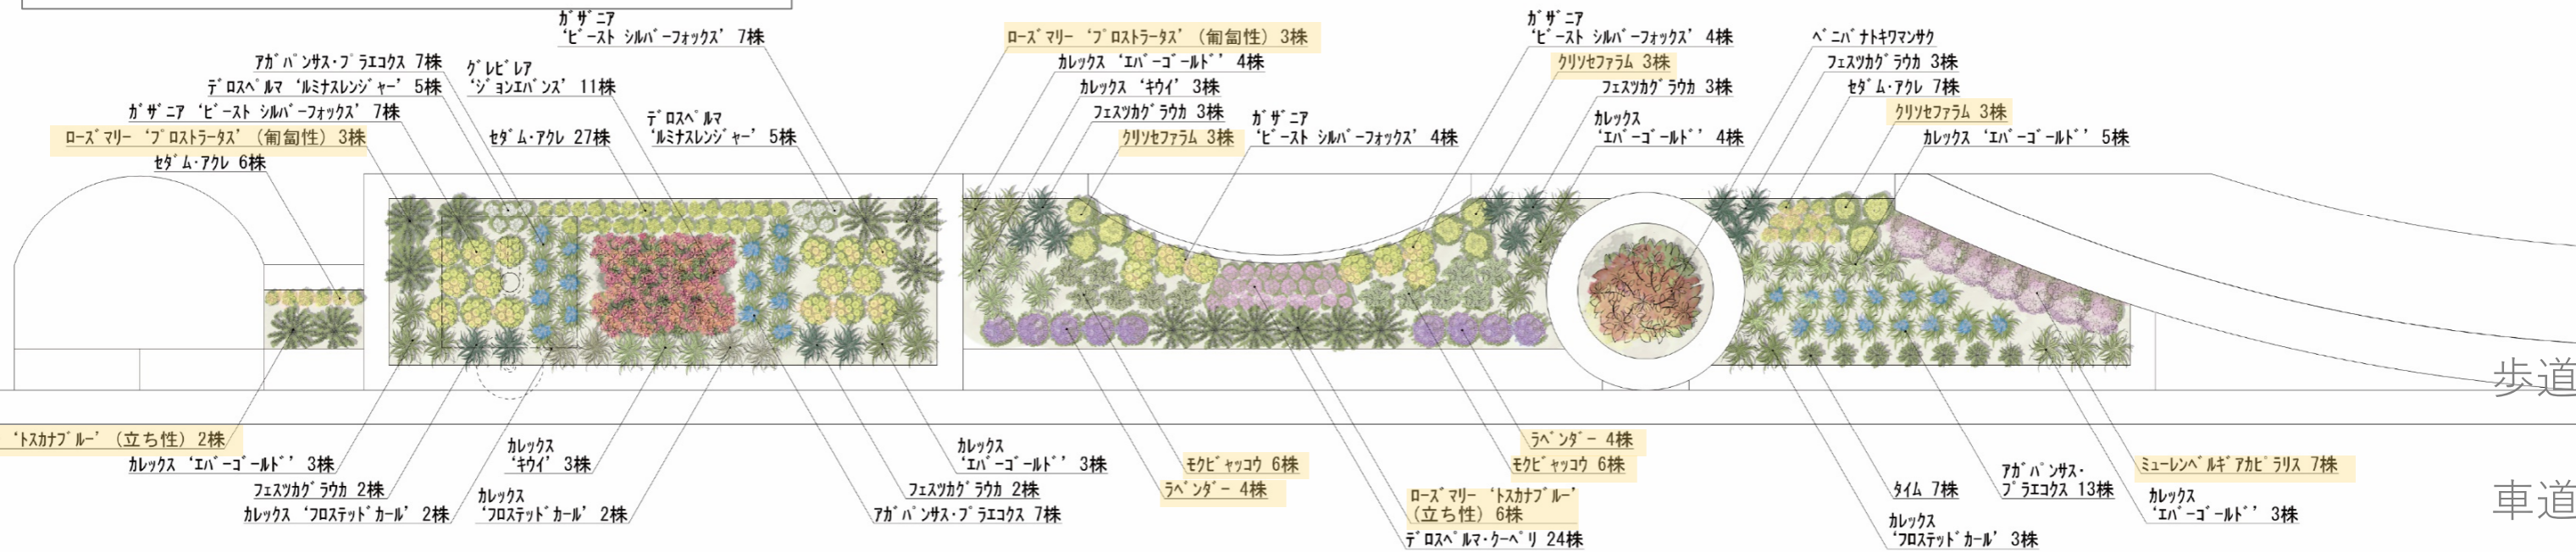 ｶﾞｻﾞﾆｱ
‘ﾋﾞｰｽﾄ ｼﾙﾊﾞｰﾌｫｯｸｽ’ 7株
ｱｶﾞﾊﾟﾝｻｽ・ﾌﾟﾗｴｺｸｽ 7株
ﾃﾞﾛｽﾍﾟﾙﾏ ‘ﾙﾐﾅｽﾚﾝｼﾞｬｰ’ 5株
ｶﾞｻﾞﾆｱ ‘ﾋﾞｰｽﾄ ｼﾙﾊﾞｰﾌｫｯｸｽ’ 7株
ﾛｰｽﾞﾏﾘｰ ‘ﾌﾟﾛｽﾄﾗｰﾀｽ’（匍匐性）3株
ｾﾀﾞﾑ・ｱｸﾚ 6株
ｸﾞﾚﾋﾞﾚｱ
‘ｼﾞｮﾝｴﾊﾞﾝｽ’ 11株
ｾﾀﾞﾑ・ｱｸﾚ 27株
ﾃﾞﾛｽﾍﾟﾙﾏ
‘ﾙﾐﾅｽﾚﾝｼﾞｬｰ’ 5株
ﾛｰｽﾞﾏﾘｰ ‘ﾌﾟﾛｽﾄﾗｰﾀｽ’（匍匐性）3株
ｶﾚｯｸｽ ‘ｴﾊﾞｰｺﾞｰﾙﾄﾞ’ 4株
ｶﾚｯｸｽ ‘ｷｳｲ’ 3株
ﾌｪｽﾂｶｸﾞﾗｳｶ 3株
ｸﾘｿｾﾌｧﾗﾑ 3株
ｶﾞｻﾞﾆｱ
‘ﾋﾞｰｽﾄ ｼﾙﾊﾞｰﾌｫｯｸｽ’ 4株
ｶﾞｻﾞﾆｱ
‘ﾋﾞｰｽﾄ ｼﾙﾊﾞｰﾌｫｯｸｽ’ 4株
ｸﾘｿｾﾌｧﾗﾑ 3株
ﾌｪｽﾂｶｸﾞﾗｳｶ 3株
ｶﾚｯｸｽ
‘ｴﾊﾞｰｺﾞｰﾙﾄﾞ’ 4株
ﾍﾞﾆﾊﾞﾅﾄｷﾜﾏﾝｻｸ
ﾌｪｽﾂｶｸﾞﾗｳｶ 3株
ｾﾀﾞﾑ・ｱｸﾚ 7株
ｸﾘｿｾﾌｧﾗﾑ 3株
ｶﾚｯｸｽ ‘ｴﾊﾞｰｺﾞｰﾙﾄﾞ’ 5株
歩道
‘ﾄｽｶﾅﾌﾞﾙｰ’（立ち性）2株
ｶﾚｯｸｽ ‘ｴﾊﾞｰｺﾞｰﾙﾄﾞ’ 3株
ﾌｪｽﾂｶｸﾞﾗｳｶ 2株
ｶﾚｯｸｽ ‘ﾌﾛｽﾃｯﾄﾞｶｰﾙ’ 2株
ｶﾚｯｸｽ
‘ｷｳｲ’ 3株
ｶﾚｯｸｽ
‘ﾌﾛｽﾃｯﾄﾞｶｰﾙ’ 2株
ｶﾚｯｸｽ
‘ｴﾊﾞｰｺﾞｰﾙﾄﾞ’ 3株
ﾌｪｽﾂｶｸﾞﾗｳｶ 2株
ｱｶﾞﾊﾟﾝｻｽ・ﾌﾟﾗｴｺｸｽ 7株
ﾓｸﾋﾞｬｯｺｳ 6株
ﾗﾍﾞﾝﾀﾞｰ 4株
ﾛｰｽﾞﾏﾘｰ ‘ﾄｽｶﾅﾌﾞﾙｰ’
（立ち性）6株
ﾃﾞﾛｽﾍﾟﾙﾏ・ｸｰﾍﾟﾘ 24株
ﾗﾍﾞﾝﾀﾞｰ 4株
ﾓｸﾋﾞｬｯｺｳ 6株
ﾀｲﾑ 7株
ｶﾚｯｸｽ
‘ﾌﾛｽﾃｯﾄﾞｶｰﾙ’ 3株
ｱｶﾞﾊﾟﾝｻｽ・
ﾌﾟﾗｴｺｸｽ 13株
ﾐｭｰﾚﾝﾍﾞﾙｷﾞｱｶﾋﾟﾗﾘｽ 7株
ｶﾚｯｸｽ
‘ｴﾊﾞｰｺﾞｰﾙﾄﾞ’ 3株
車道